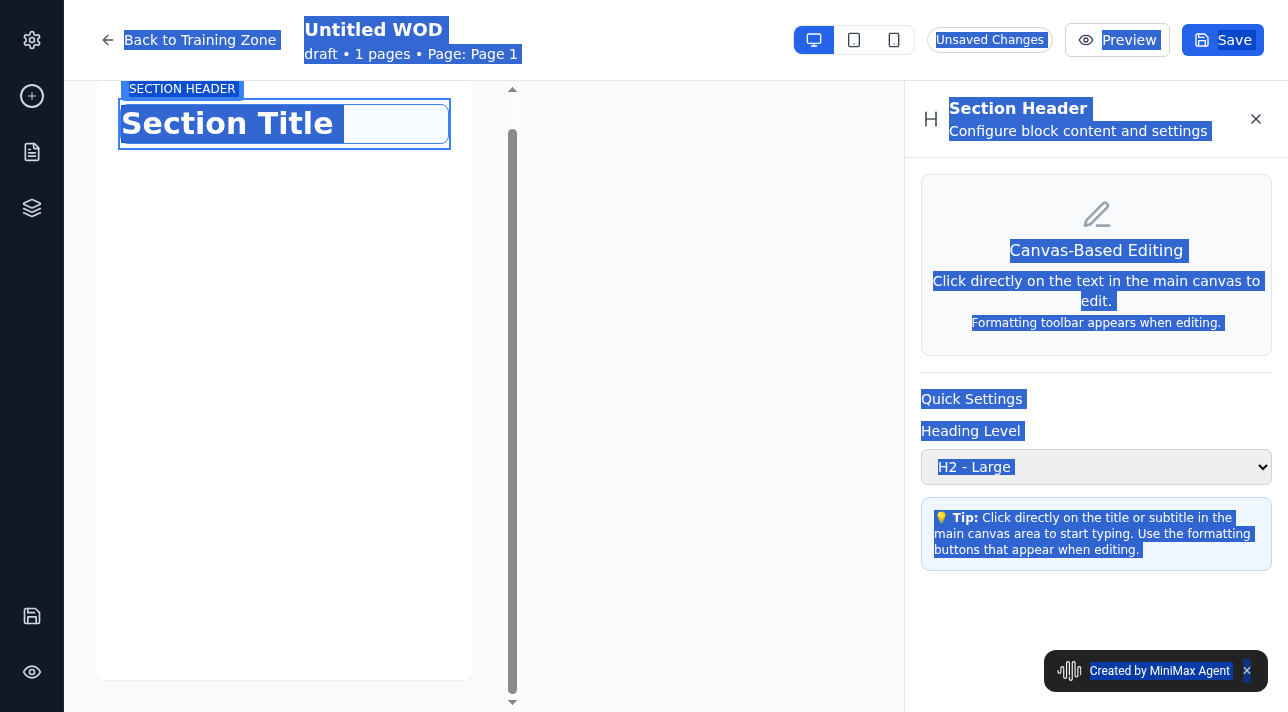 Back to Training Zone
Untitled WOD
draft • 1 pages • Page: Page 1
Unsaved Changes
Preview
Save
SECTION HEADER
Section Title
Section Header
Configure block content and settings
Canvas-Based Editing
Click directly on the text in the main canvas to
edit.
Formatting toolbar appears when editing.
Quick Settings
Heading Level
H2 - Large
💡 Tip: Click directly on the title or subtitle in the
main canvas area to start typing. Use the formatting
buttons that appear when editing.
Created by MiniMax Agent ×